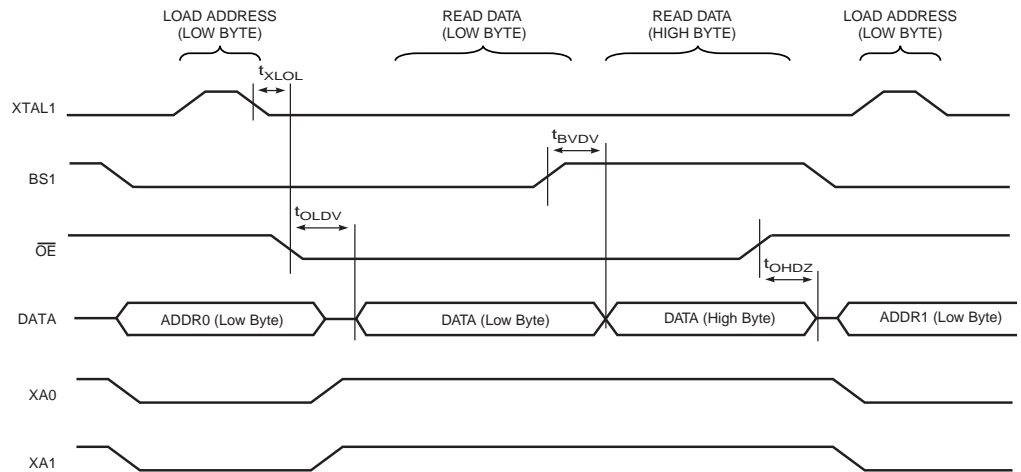 LOAD ADDRESS
(LOW BYTE)
READ DATA
(LOW BYTE)
READ DATA
(HIGH BYTE)
LOAD ADDRESS
(LOW BYTE)
tXLOL
XTAL1
tBVDV
BS1
tOLDV
OE
tOHDZ
DATA
ADDR0 (Low Byte)
DATA (Low Byte)
DATA (High Byte)
ADDR1 (Low Byte)
XA0
XA1